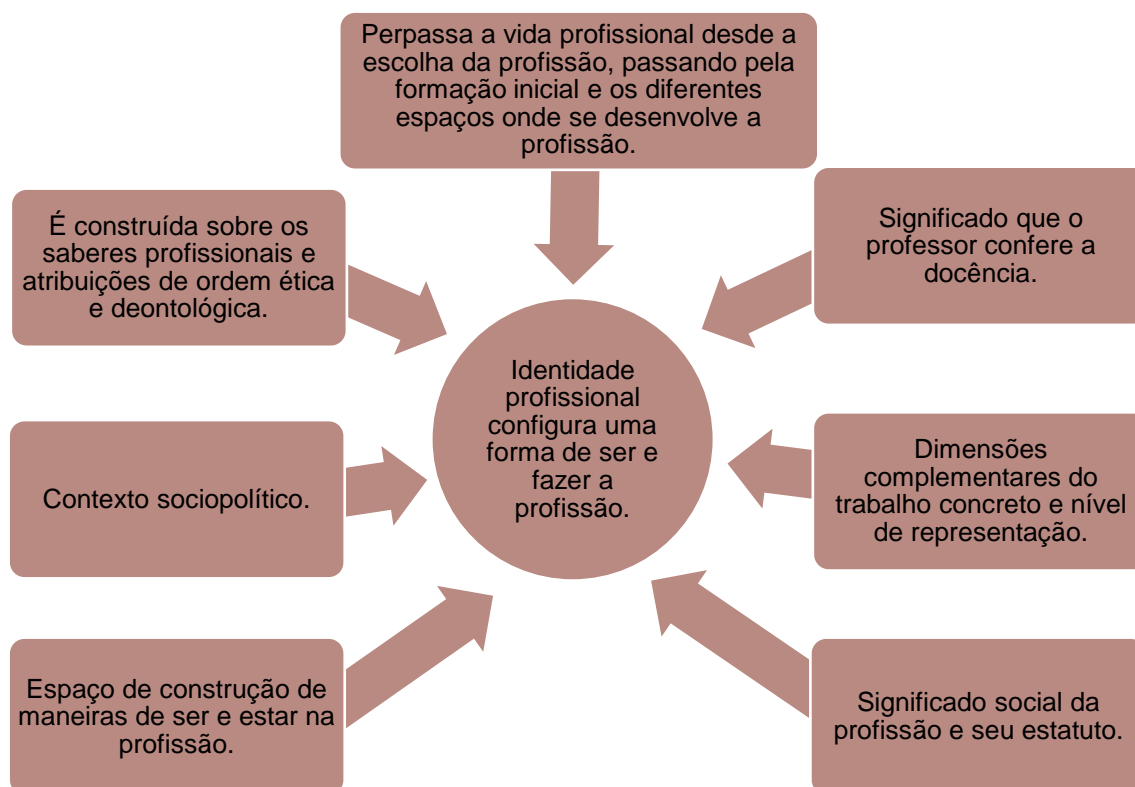 Perpassa a vida profissional desde a
escolha da profissão, passando pela
formação inicial e os diferentes
espaços onde se desenvolve a
profissão.
É construída sobre os
saberes profissionais e
atribuições de ordem ética
e deontológica.
Significado que o
professor confere a
docência.
Identidade
profissional
configura uma
forma de ser e
fazer a
profissão.
Contexto sociopolítico.
Dimensões
complementares do
trabalho concreto e nível
de representação.
Espaço de construção de
maneiras de ser e estar na
profissão.
Significado social da
profissão e seu estatuto.